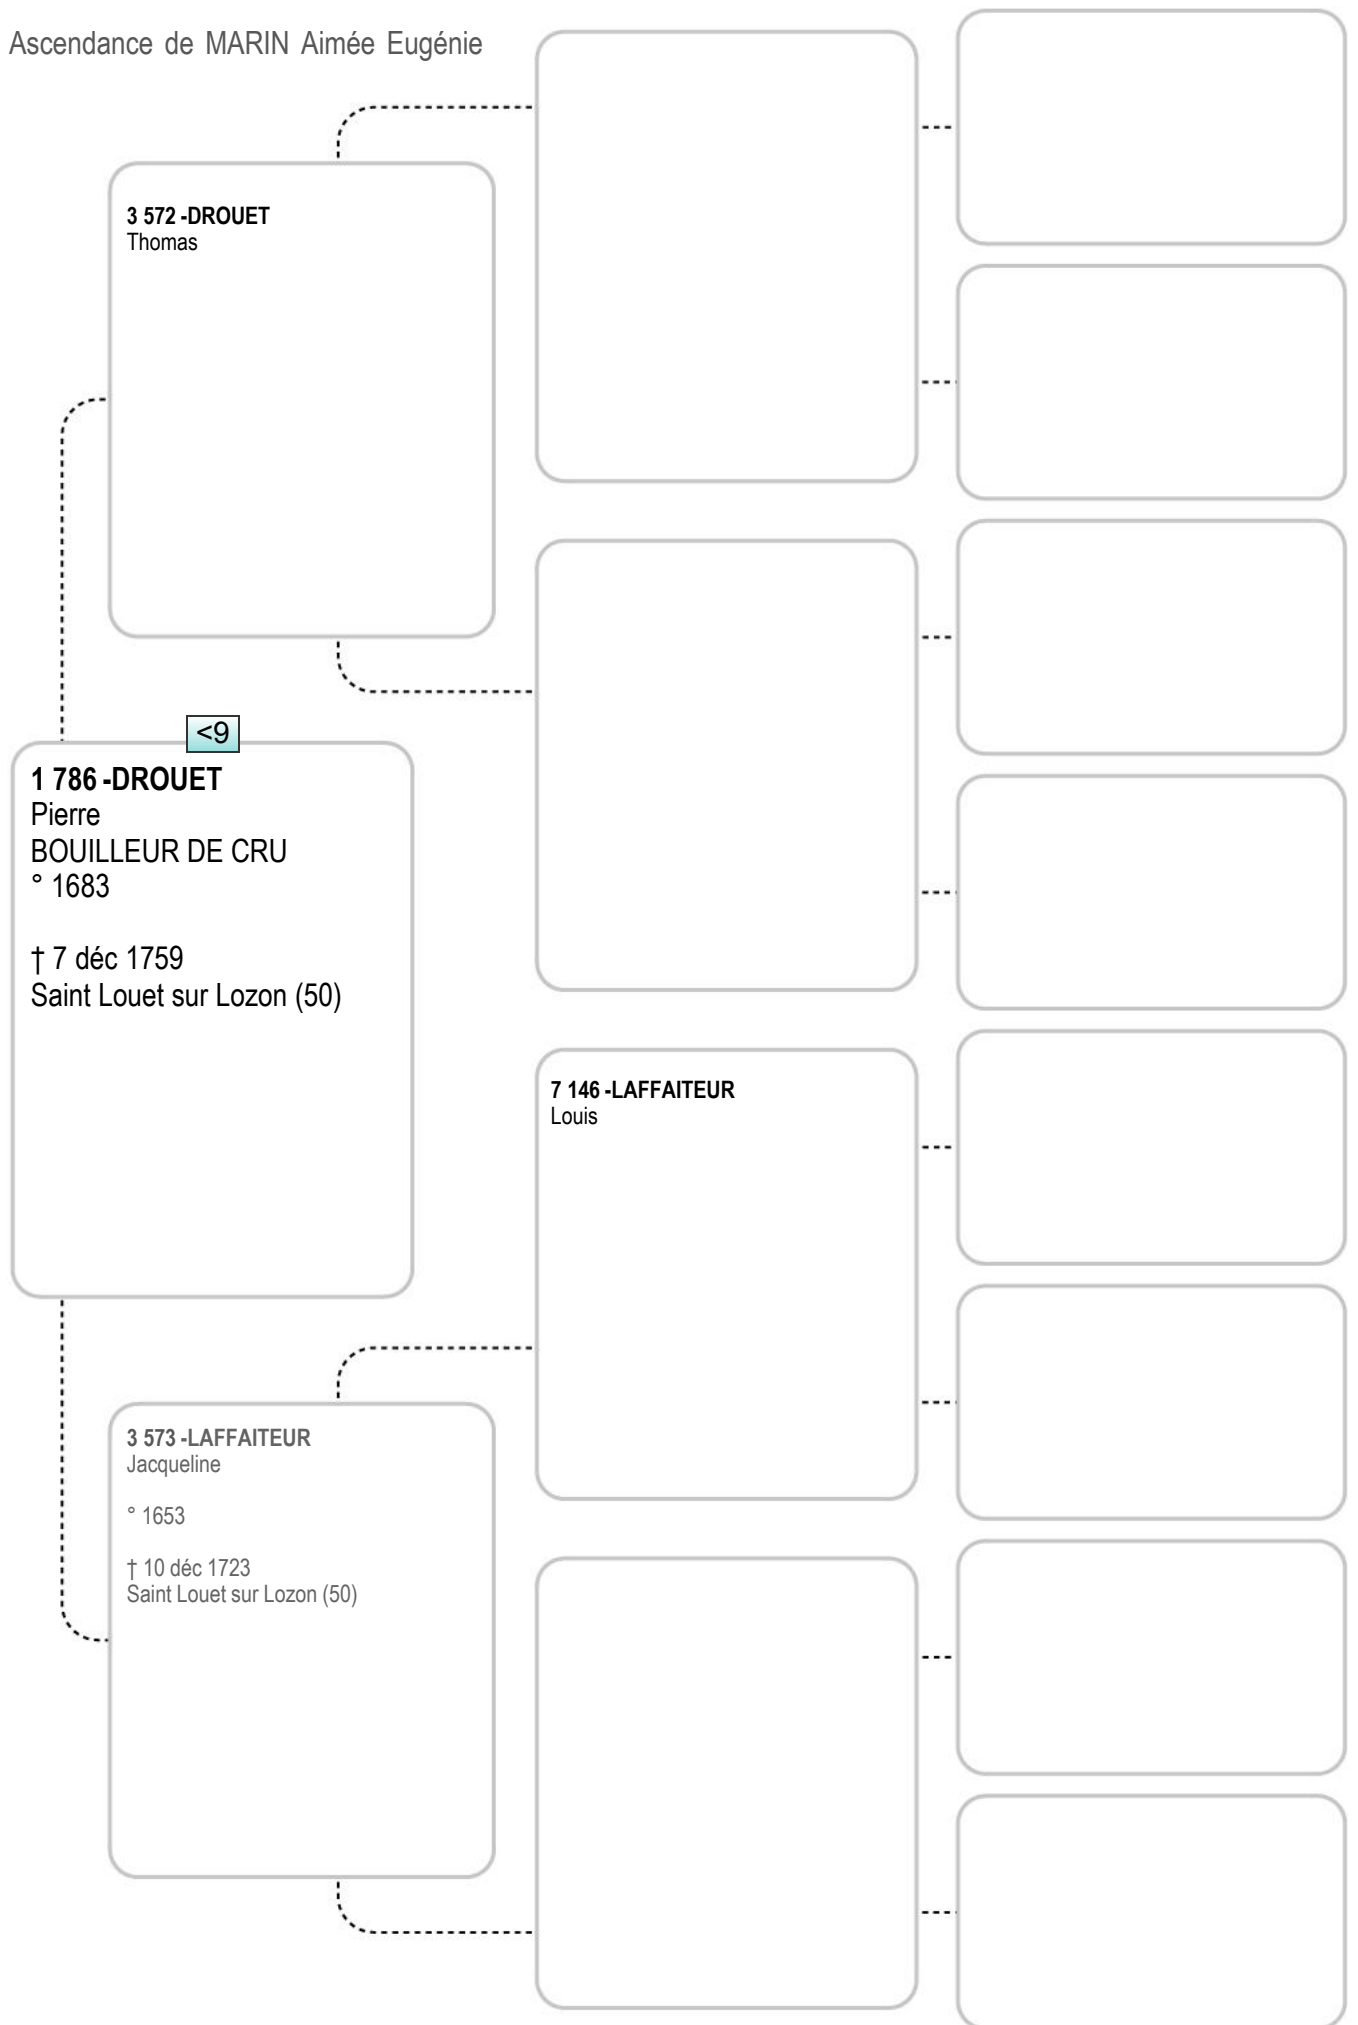 Ascendance de MARIN Aimée Eugénie
3 572 -DROUET
Thomas
<9
1 786 -DROUET
Pierre
BOUILLEUR DE CRU
° 1683
† 7 déc 1759
Saint Louet sur Lozon (50)
7 146 -LAFFAITEUR
Louis
3 573 -LAFFAITEUR
Jacqueline
° 1653
† 10 déc 1723
Saint Louet sur Lozon (50)